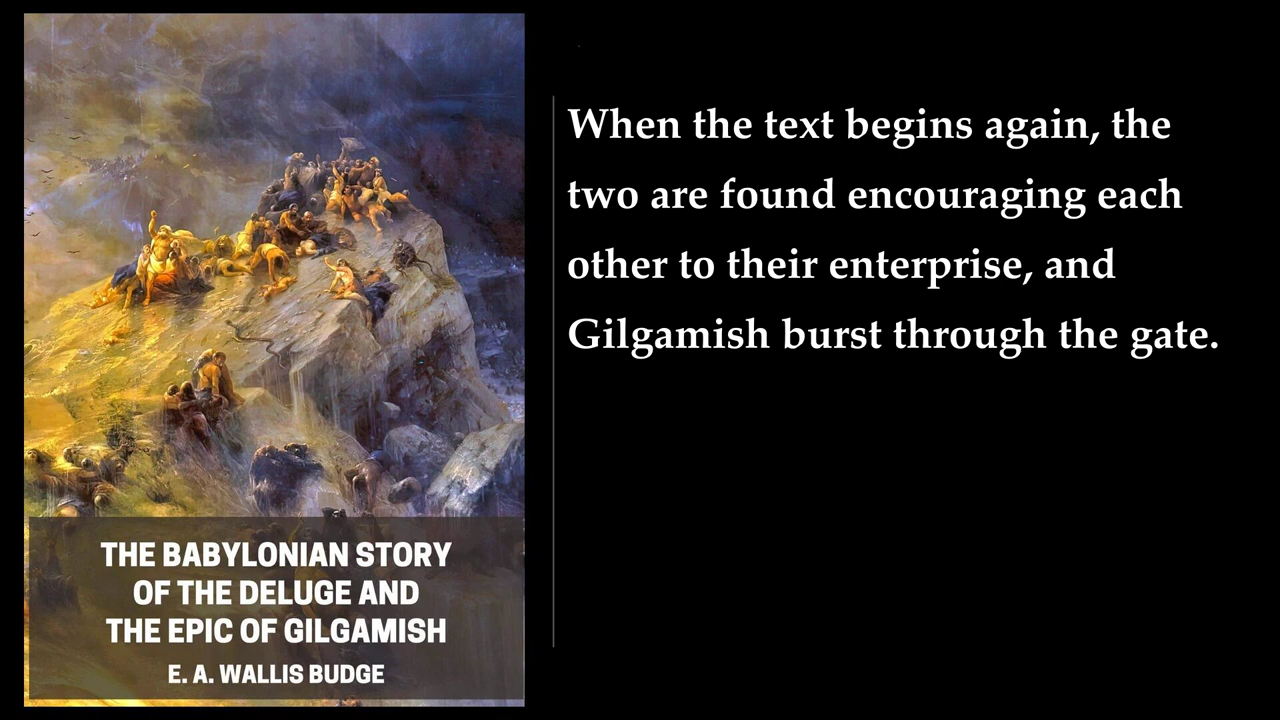 When the text begins again, the
two are found encouraging each
other to their enterprise, and
Gilgamish burst through the gate.
THE BABYLONIAN STORY
OF THE DELUGE AND
THE EPIC OF GILGAMISH
E. A. WALLIS BUDGE